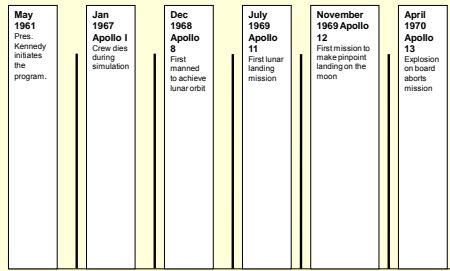 May
1961
Pres.
Kennedy
initiates
the
program.
Jan
1967
Apollo I
Crew dies
during
simulation
Dec
1968
Apollo
8
First
manned
to achieve
lunar orbit
July
1969
Apollo
11
First lunar
landing
mission
November
1969 Apollo
12
First mission to
make pinpoint
landing on the
moon
April
1970
Apollo
13
Explosion
on board
aborts
mission